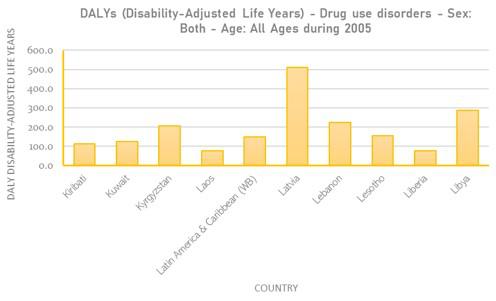 DALYs (Disability-Adjusted Life Years) - Drug use disorders - Sex:
Both - Age: All Ages during 2005
DALY DISABILITY-ADJUSTED LIFE YEARS
600.0
500.0
400.0
300.0
200.0
100.0
0.0
Kiribati
Kuwait
Kyrgyzstan
Laos
Latin America & Caribbean (WB)
Latvia
Lebanon
Lesotho
Liberia
Libya
COUNTRY